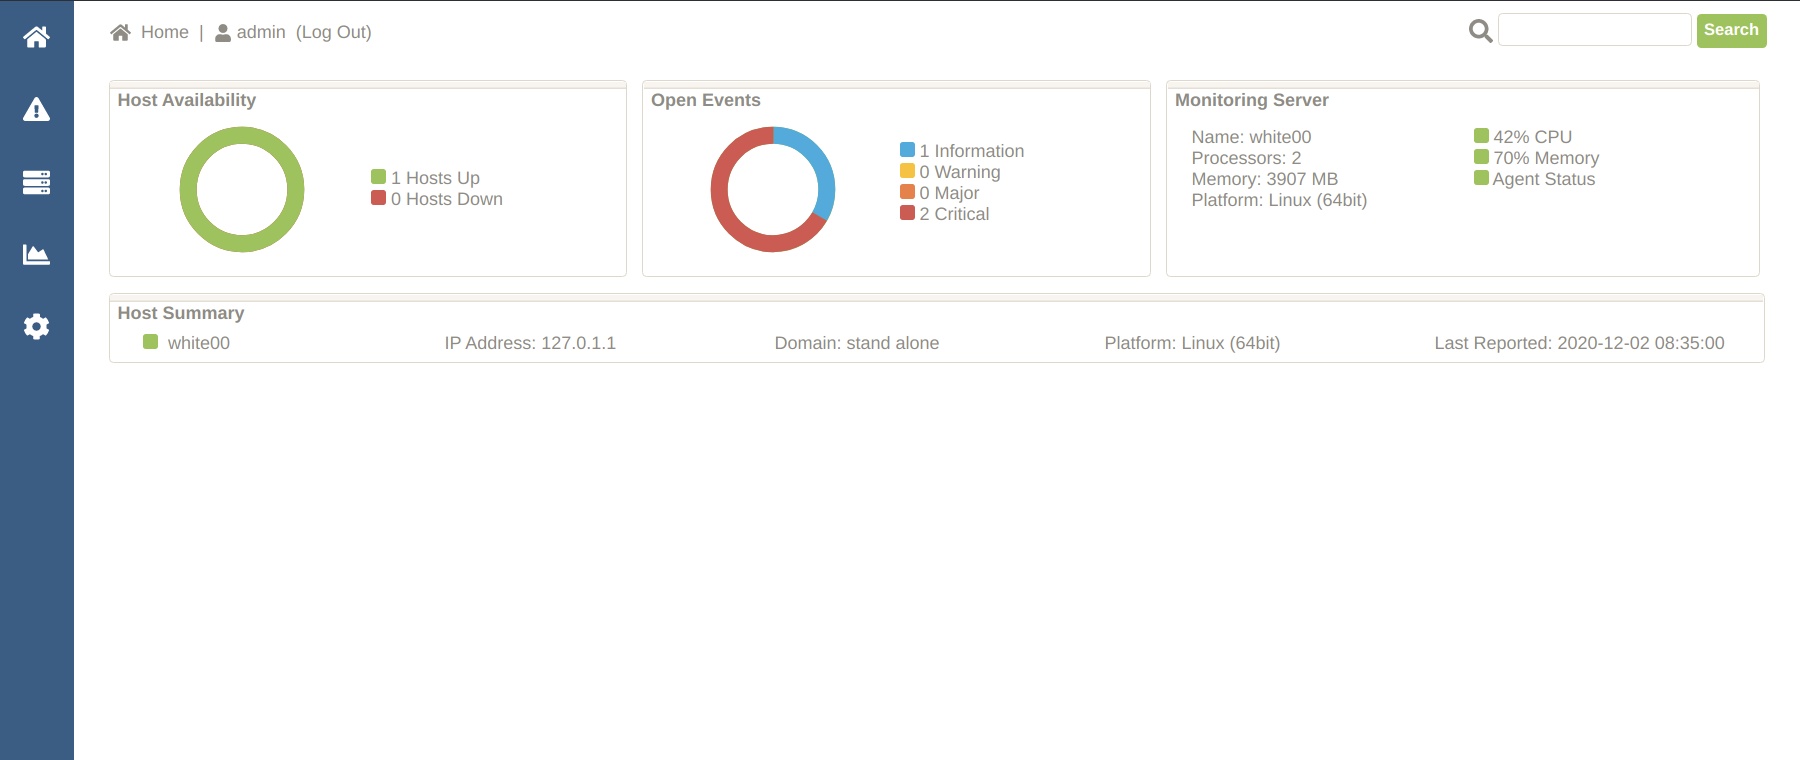 Home | admin (Log Out)
Search
Host Availability
1 Hosts Up
0 Hosts Down
Open Events
1 Information
0 Warning
0 Major
2 Critical
Monitoring Server
Name: white00
Processors: 2
Memory: 3907 MB
Platform: Linux (64bit)
42% CPU
70% Memory
Agent Status
Host Summary
white00 IP Address: 127.0.1.1 Domain: stand alone Platform: Linux (64bit) Last Reported: 2020-12-02 08:35:00